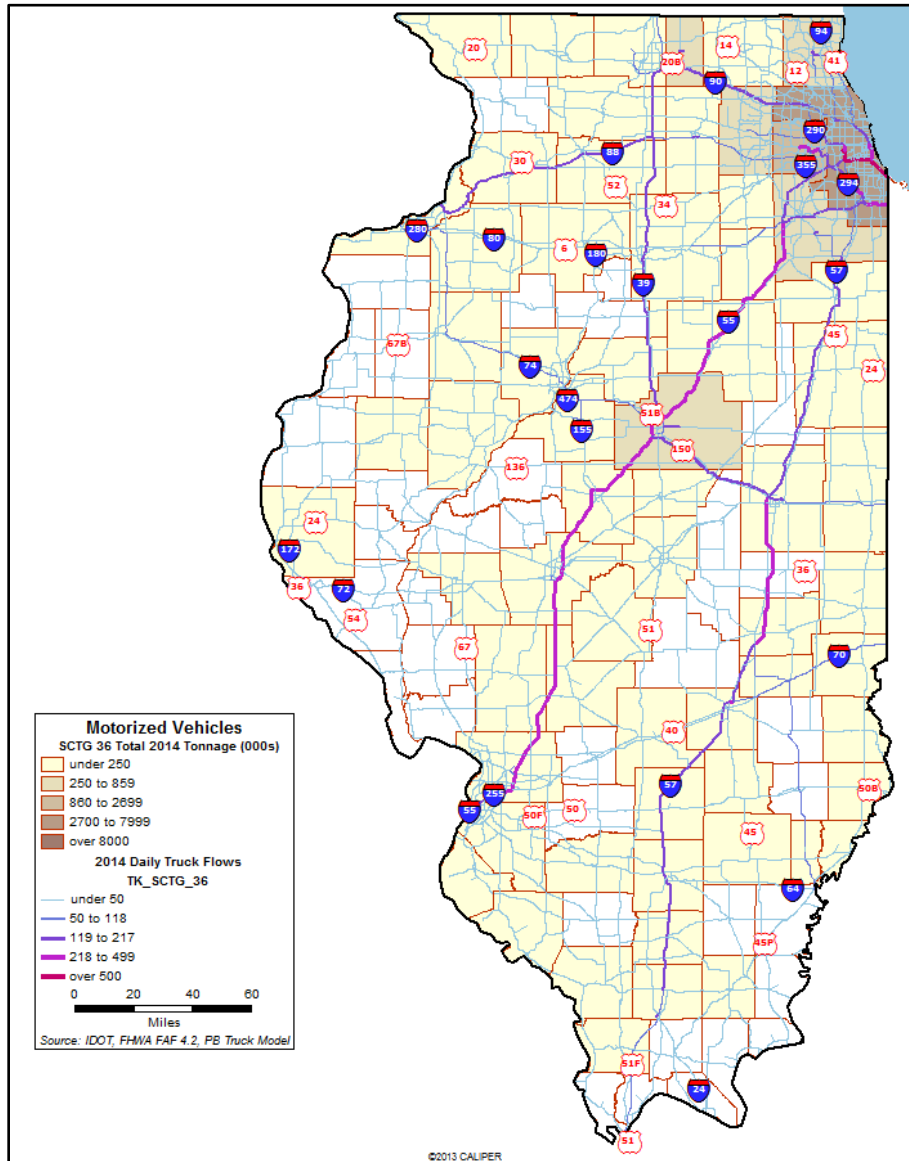 94
20
14
41
20B
12
90
290
88
355
30
52
294
34
280
80
6
180
57
39
55
45
67B
24
74
474
51B
155
150
136
24
172
36
36
72
54
51
67
70
40
57
50B
255
55
50F
50
45
64
45P
51F
24
51
Motorized Vehicles
SCTG 36 Total 2014 Tonnage (000s)
under 250
250 to 859
860 to 2699
2700 to 7999
over 8000
2014 Daily Truck Flows
TK_SCTG_36
under 50
50 to 118
119 to 217
218 to 499
over 500
0 20 40 60
Miles
Source: IDOT, FHWA FAF 4.2, PB Truck Model
©2013 CALIPER